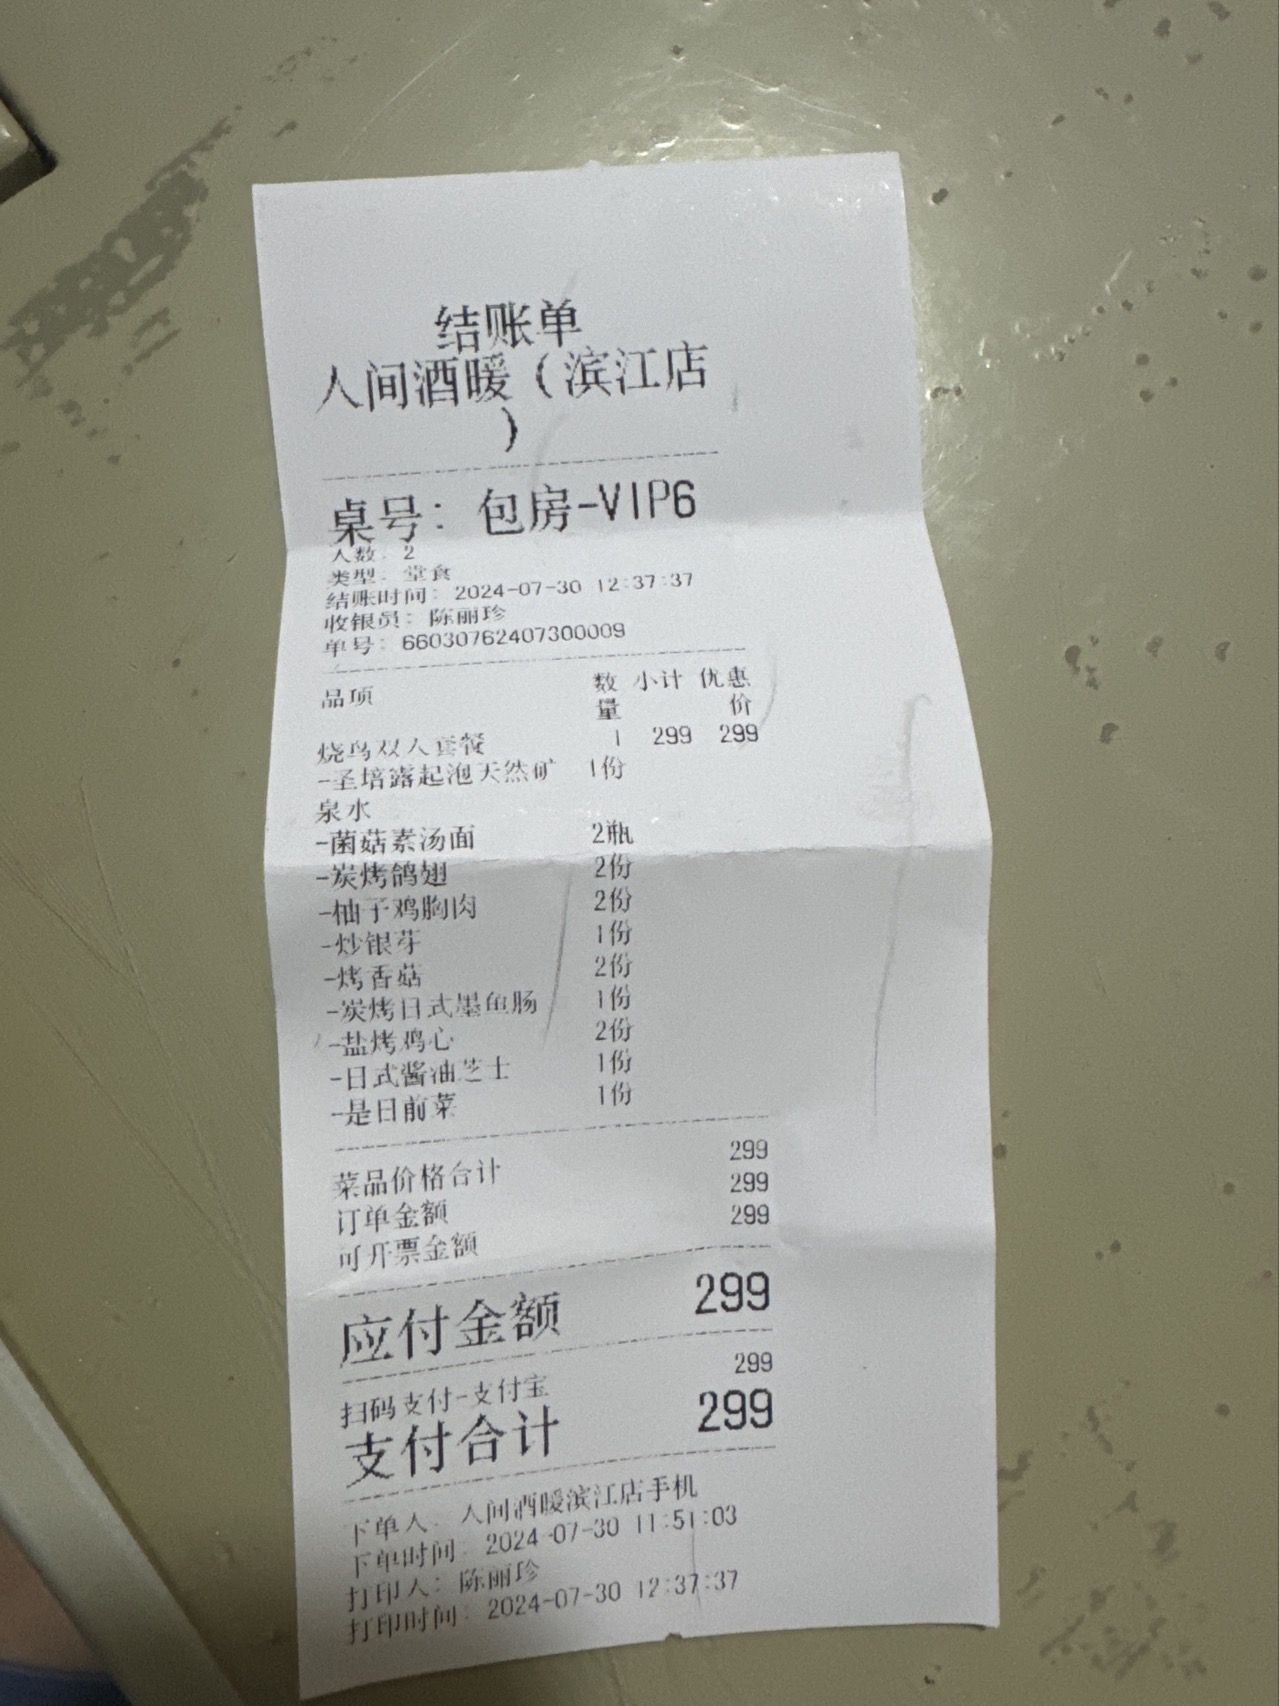 结账单
人间酒暖（滨江店
）
桌号：包房-VIP6
人数：2
类型：堂食
结账时间：2024-07-30 12:37:37
收银员：陈丽珍
单号：66030762407300009
品项 数量 小计 优惠价
烧鸟双人套餐 1 299 299
-圣培露起泡天然矿 1份
泉水
-菌菇素汤面 2瓶
-炭烤鸽翅 2份
-柚子鸡胸肉 2份
-炒银芽 1份
-烤香菇 2份
-炭烤日式墨鱼肠 1份
-盐烤鸡心 2份
-日式酱油芝士 1份
-是日前菜 1份
菜品价格合计 299
订单金额 299
可开票金额 299
应付金额 299
扫码支付-支付宝 299
支付合计 299
下单人：人间酒暖滨江店手机
下单时间：2024-07-30 11:51:03
打印人：陈丽珍
打印时间：2024-07-30 12:37:37